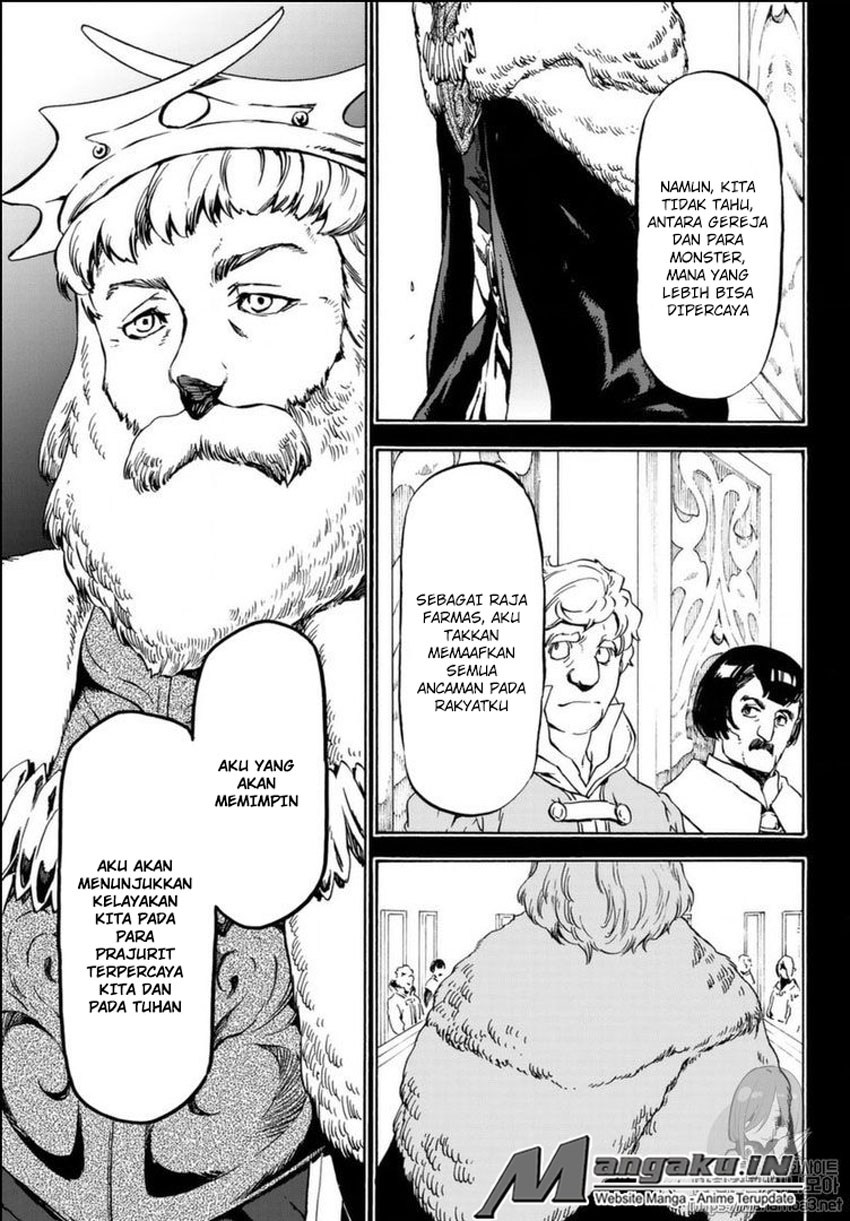 NAMUN, KITA
TIDAK TAHU,
ANTARA GEREJA
DAN PARA
MONSTER,
MANA YANG
LEBIH BISA
DIPERCAYA
SEBAGAI RAJA
FARMAS, AKU
TAKKAN
MEMAAFKAN
SEMUA
ANCAMAN PADA
RAKYATKU
AKU YANG
AKAN
MEMIMPIN
AKU AKAN
MENUNJUKKAN
KELAYAKAN
KITA PADA
PARA
PRAJURIT
TERPERCAYA
KITA DAN
PADA TUHAN
Mangaku.in
Website Manga - Anime Terupdate